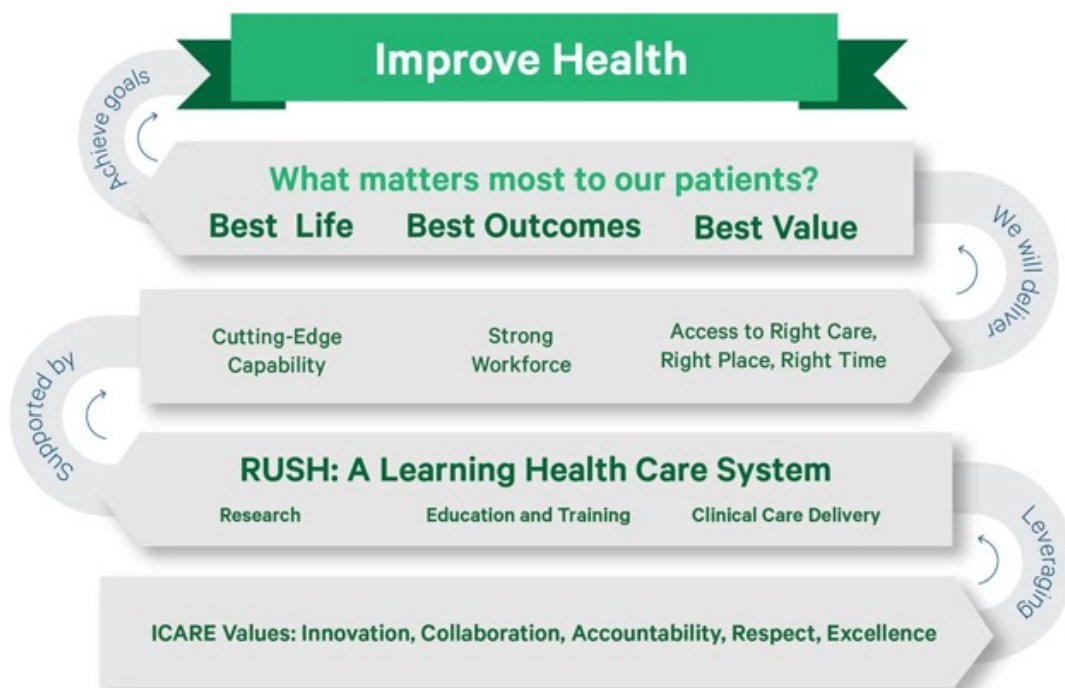 Improve Health
Achieve goals
What matters most to our patients?
Best Life Best Outcomes Best Value
We will deliver
Cutting-Edge Capability
Strong Workforce
Access to Right Care,
Right Place, Right Time
Supported by
RUSH: A Learning Health Care System
Research Education and Training Clinical Care Delivery
Leveraging
ICARE Values: Innovation, Collaboration, Accountability, Respect, Excellence